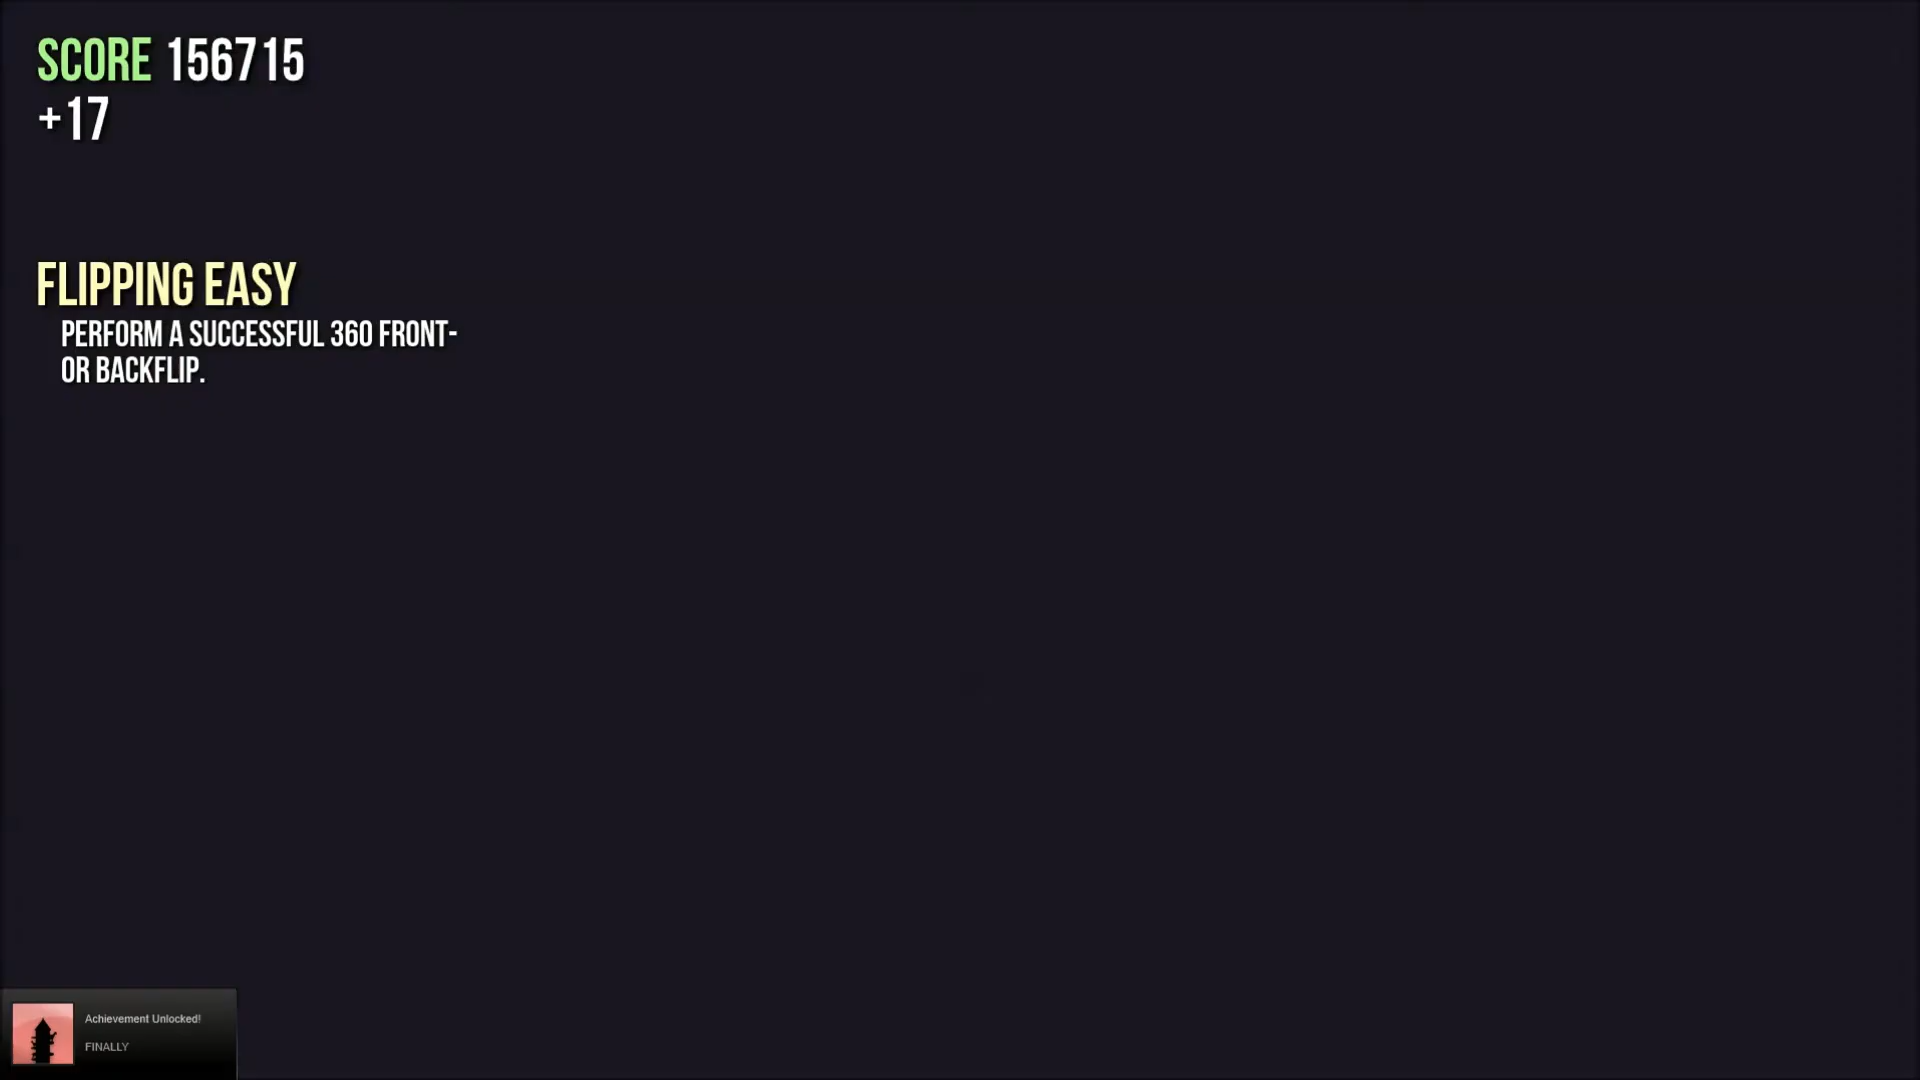 SCORE 156715
+17
FLIPPING EASY
PERFORM A SUCCESSFUL 360 FRONT-
OR BACKFLIP.
Achievement Unlocked!
FINALLY